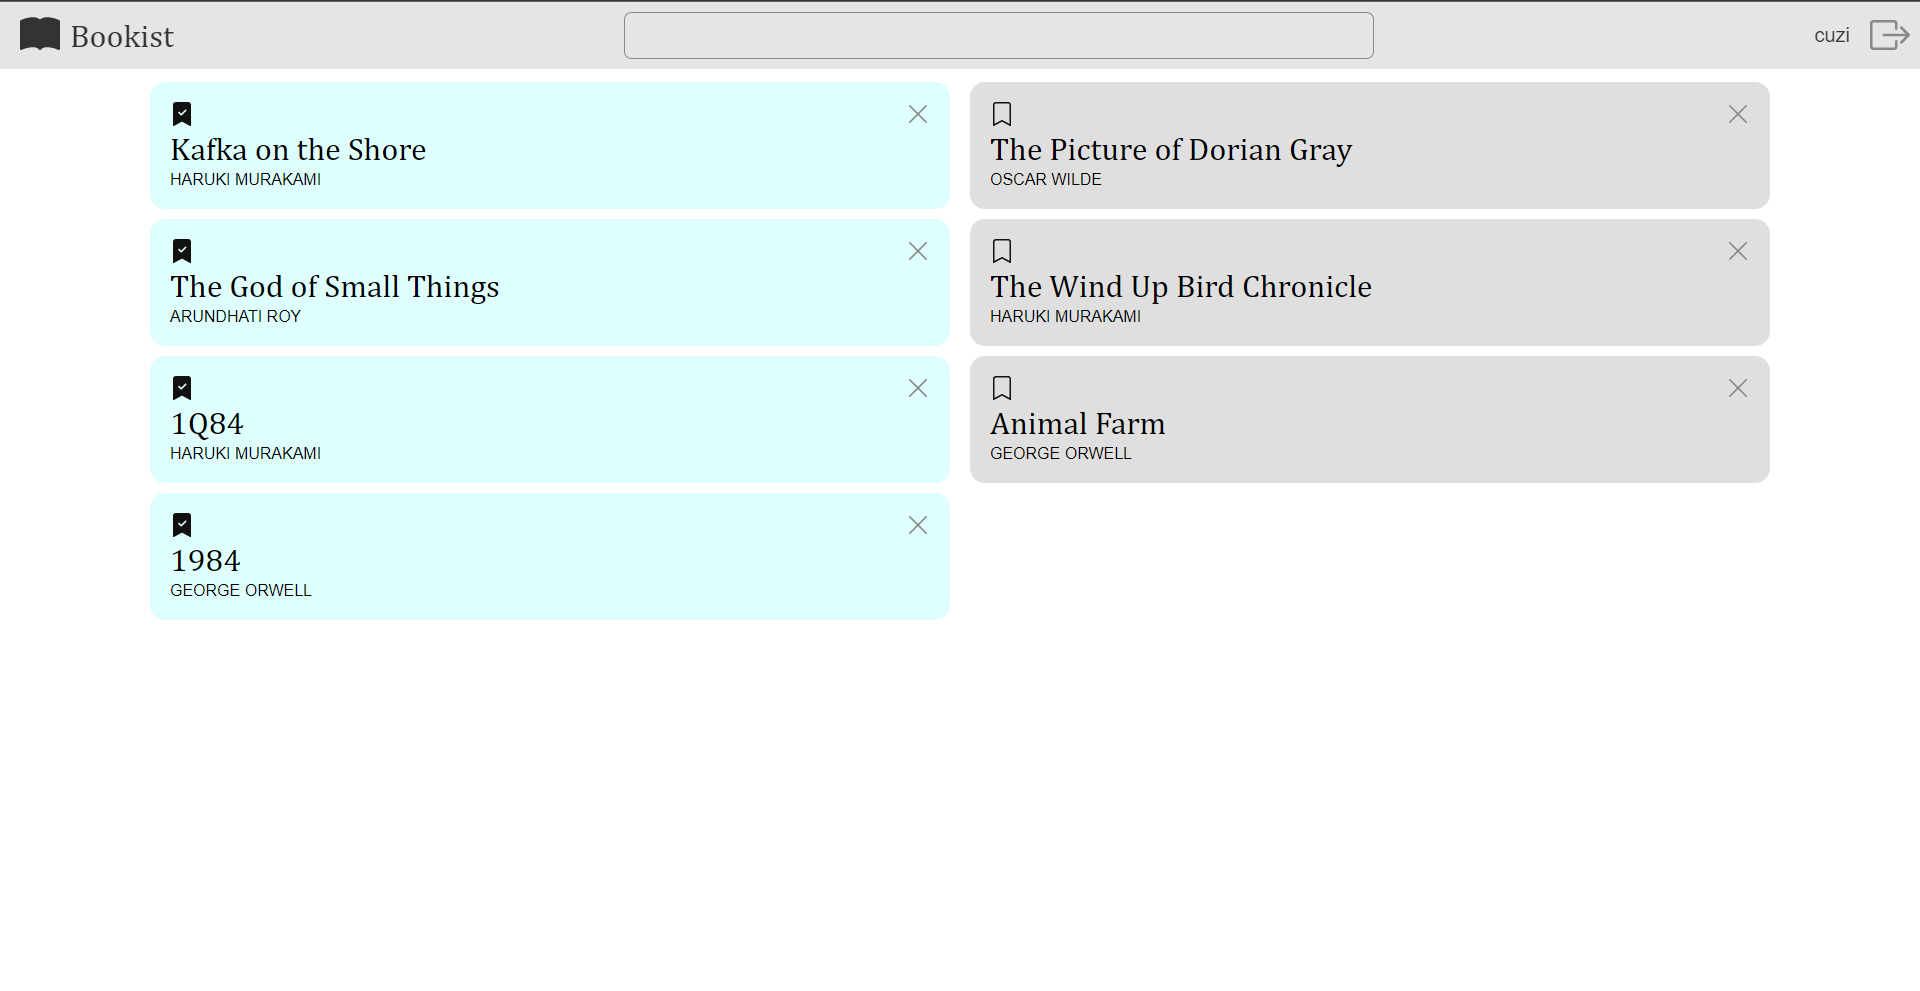 Bookist
cuzi
Kafka on the Shore
HARUKI MURAKAMI
The God of Small Things
ARUNDHATI ROY
1Q84
HARUKI MURAKAMI
1984
GEORGE ORWELL
The Picture of Dorian Gray
OSCAR WILDE
The Wind Up Bird Chronicle
HARUKI MURAKAMI
Animal Farm
GEORGE ORWELL